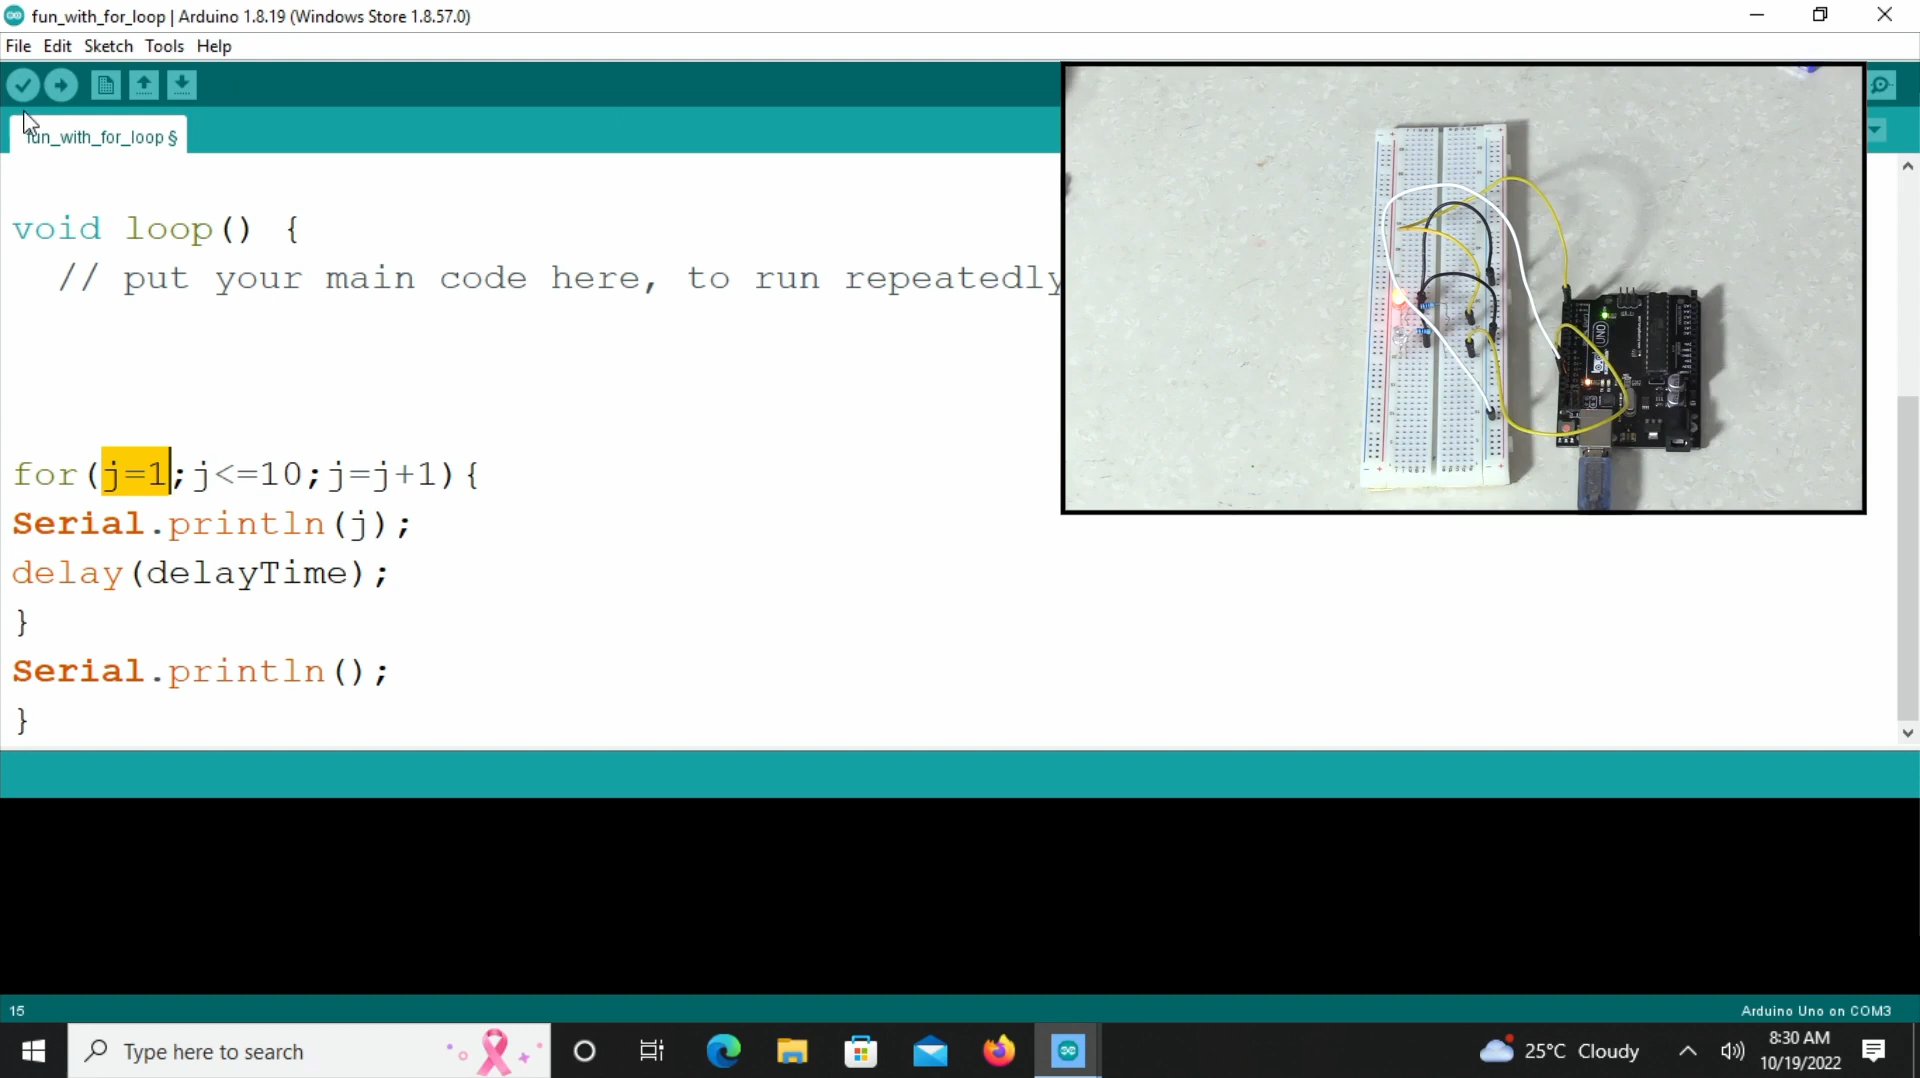 fun_with_for_loop | Arduino 1.8.19 (Windows Store 1.8.57.0)
File Edit Sketch Tools Help
fun_with_for_loop §
void loop() {
// put your main code here, to run repeatedly
for(j=1;j<=10;j=j+1){
Serial.println(j);
delay(delayTime);
}
Serial.println();
}
UNO
15
Arduino Uno on COM3
Type here to search
25°C Cloudy
8:30 AM
10/19/2022